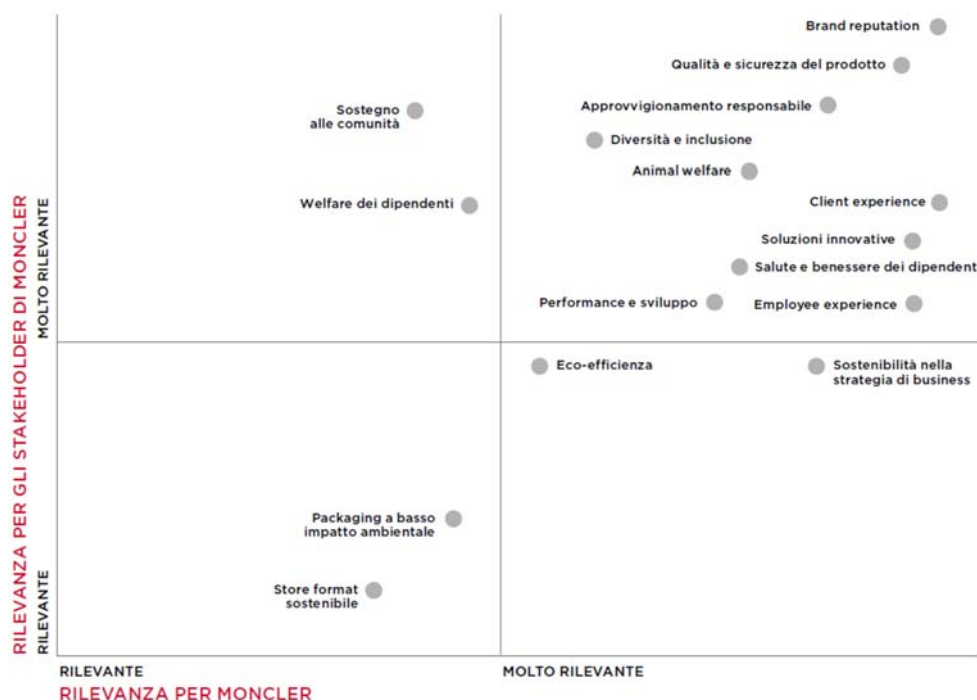 Brand reputation
Qualità e sicurezza del prodotto
Sostegno
alle comunità
Approvvigionamento responsabile
Diversità e inclusione
Animal welfare
Welfare dei dipendenti
Client experience
Soluzioni innovative
Salute e benessere dei dipendent
Performance e sviluppo
Employee experience
Eco-efficienza
Sostenibilità nella
strategia di business
Packaging a basso
impatto ambientale
Store format
sostenibile
RILEVANZA PER GLI STAKEHOLDER DI MONCLER
MOLTO RILEVANTE
RILEVANTE
RILEVANTE
MOLTO RILEVANTE
RILEVANZA PER MONCLER